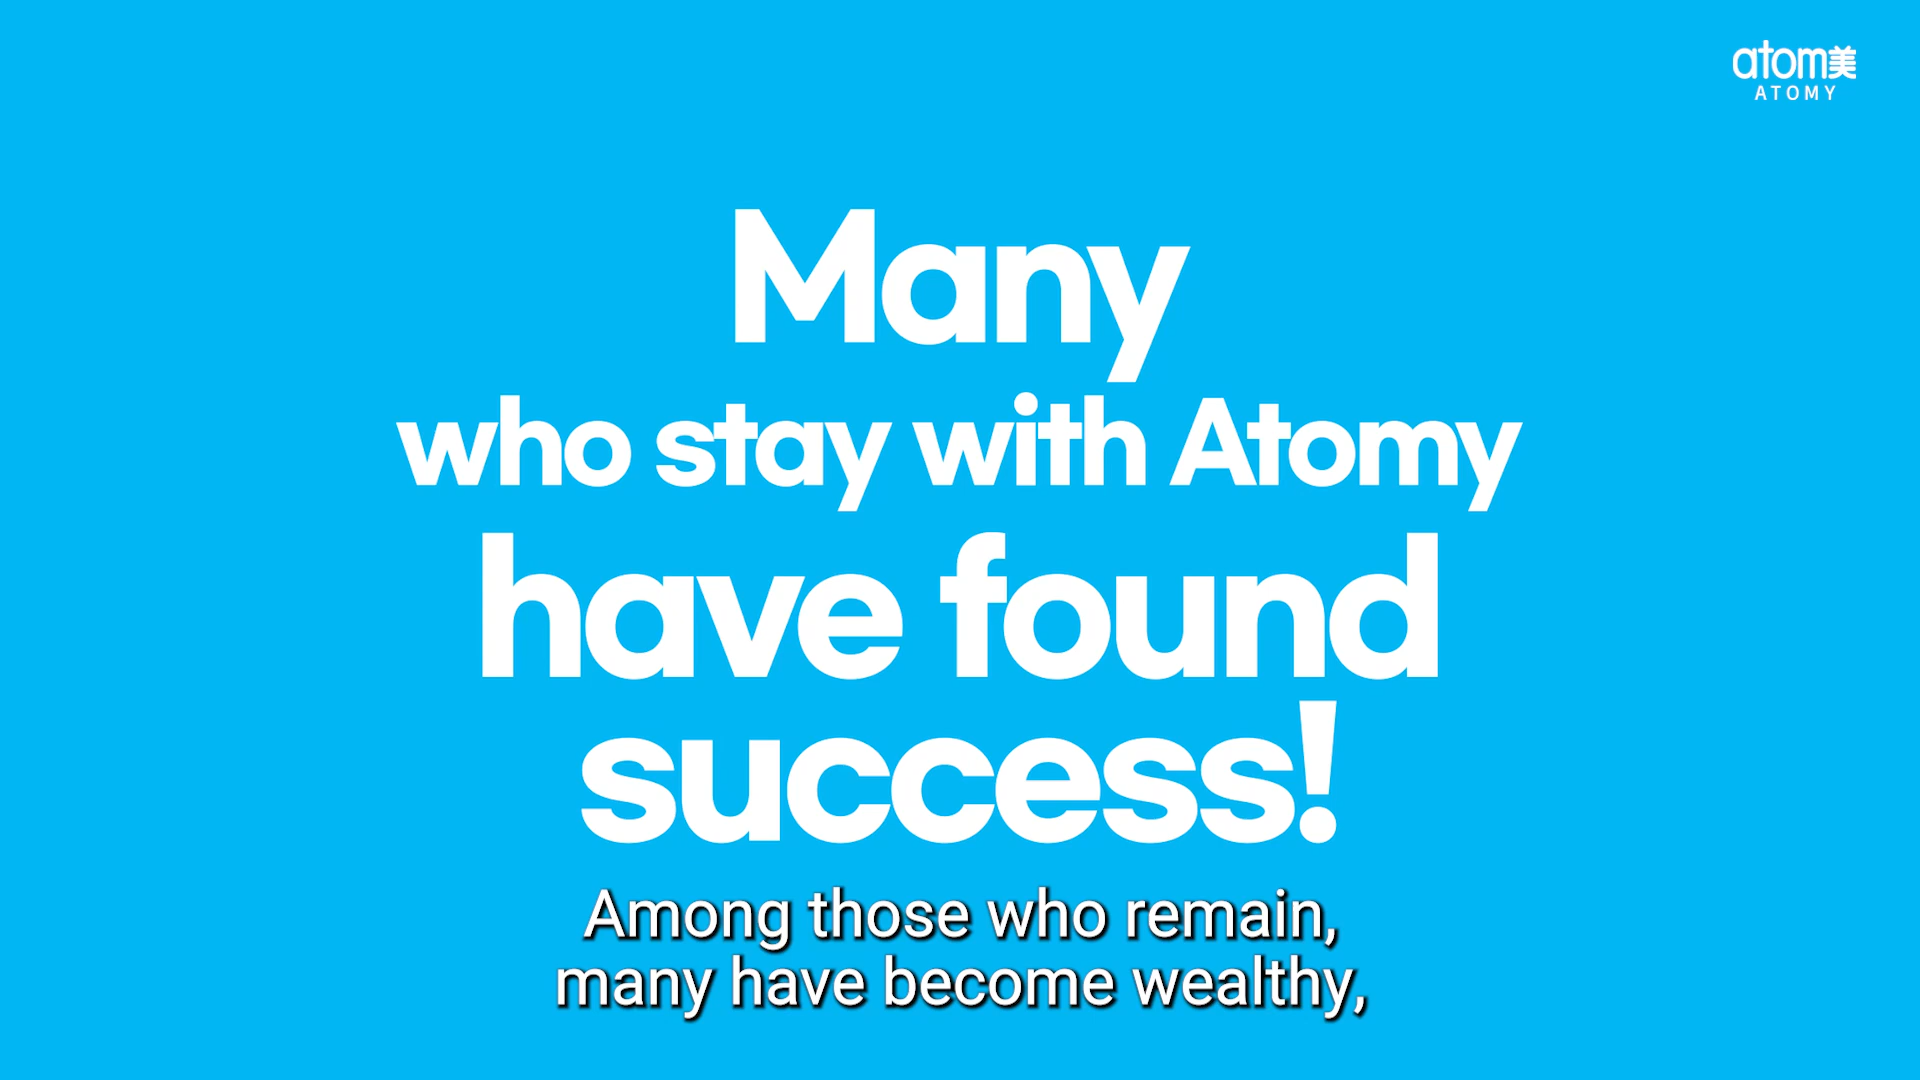 atom美
ATOMY
Many
who stay with Atomy
have found
success!
Among those who remain,
many have become wealthy,